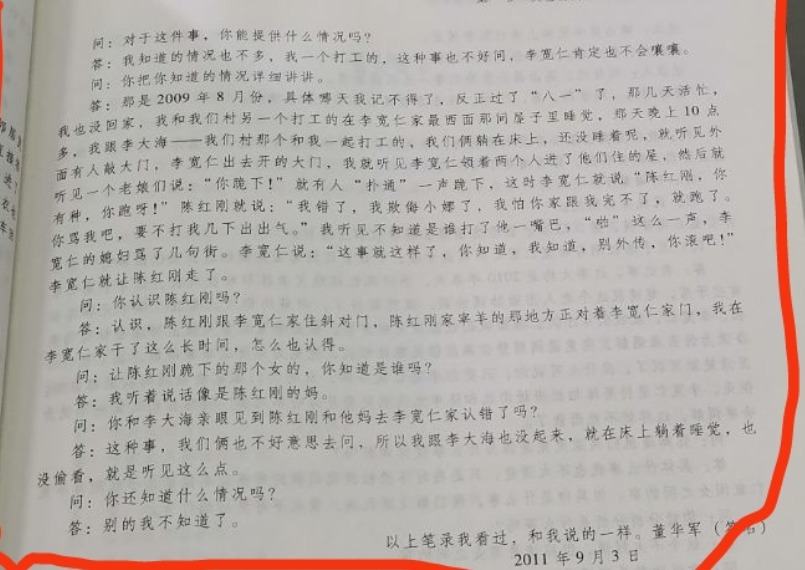 问：对于这件事，你能提供什么情况吗？
答：我知道的情况也不多，我一个打工的，这种事也不好问，李宽仁肯定也不会嚷嚷。
问：你把你知道的情况详细讲讲。
答：那是 2009 年 8 月份，具体哪天我记不得了，反正过了“八一”了，那几天活忙，
我也没回家，我和我们村另一个打工的在李宽仁家最西面那间屋子里睡觉，那天晚上 10 点
多，我跟李大海——我们村那个和我一起打工的，我们俩躺在床上，还没睡着呢，就听见外
面有人敲大门，李宽仁出去开的大门，我就听见李宽仁领着两个人进了他们住的屋，然后就
听见一个老娘们说：“你跪下！”就有人“扑通”一声跪下，这时李宽仁就说“陈红刚，你
有种，你跑呀！”陈红刚就说：“我错了，我欺侮小娜了，我怕你家跟我完不了，就跑了。
你骂我吧，要不打我几下出出气。”我听见不知道是谁打了他一嘴巴，“啪”这么一声，李
宽仁的媳妇骂了几句街。李宽仁说：“这事就这样了，你知道，我知道，别外传，你滚吧！”
李宽仁就让陈红刚走了。
问：你认识陈红刚吗？
答：认识，陈红刚跟李宽仁家住斜对门，陈红刚家宰羊的那地方正对着李宽仁家门，我在
李宽仁家干了这么长时间，怎么也认得。
问：让陈红刚跪下的那个女的，你知道是谁吗？
答：我听着说话像是陈红刚的妈。
问：你和李大海亲眼见到陈红刚和他妈去李宽仁家认错了吗？
答：这种事，我们俩也不好意思去问，所以我跟李大海也没起来，就在床上躺着睡觉，也
没偷看，就是听见这么点。
问：你还知道什么情况吗？
答：别的我不知道了。
以上笔录我看过，和我说的一样。董华军（签名）
2011 年 9 月 3 日